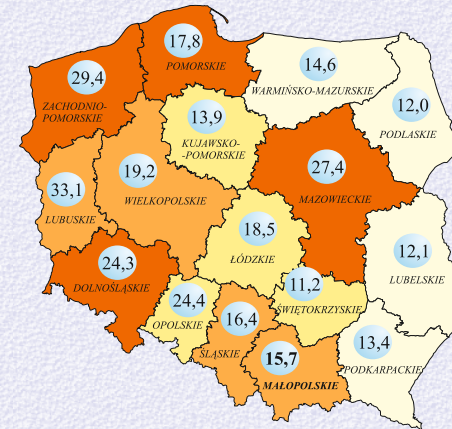 17,8
POMORSKIE
14,6
WARMIŃSKO-MAZURSKIE
29,4
ZACHODNIO-
POMORSKIE
12,0
PODLASKIE
13,9
KUJAWSKO-
-POMORSKIE
19,2
WIELKOPOLSKIE
27,4
MAZOWIECKIE
33,1
LUBUSKIE
18,5
ŁÓDZKIE
12,1
LUBELSKIE
24,3
DOLNOŚLĄSKIE
24,4
OPOLSKIE
11,2
ŚWIĘTOKRZYSKIE
16,4
ŚLĄSKIE
15,7
MAŁOPOLSKIE
13,4
PODKARPACKIE